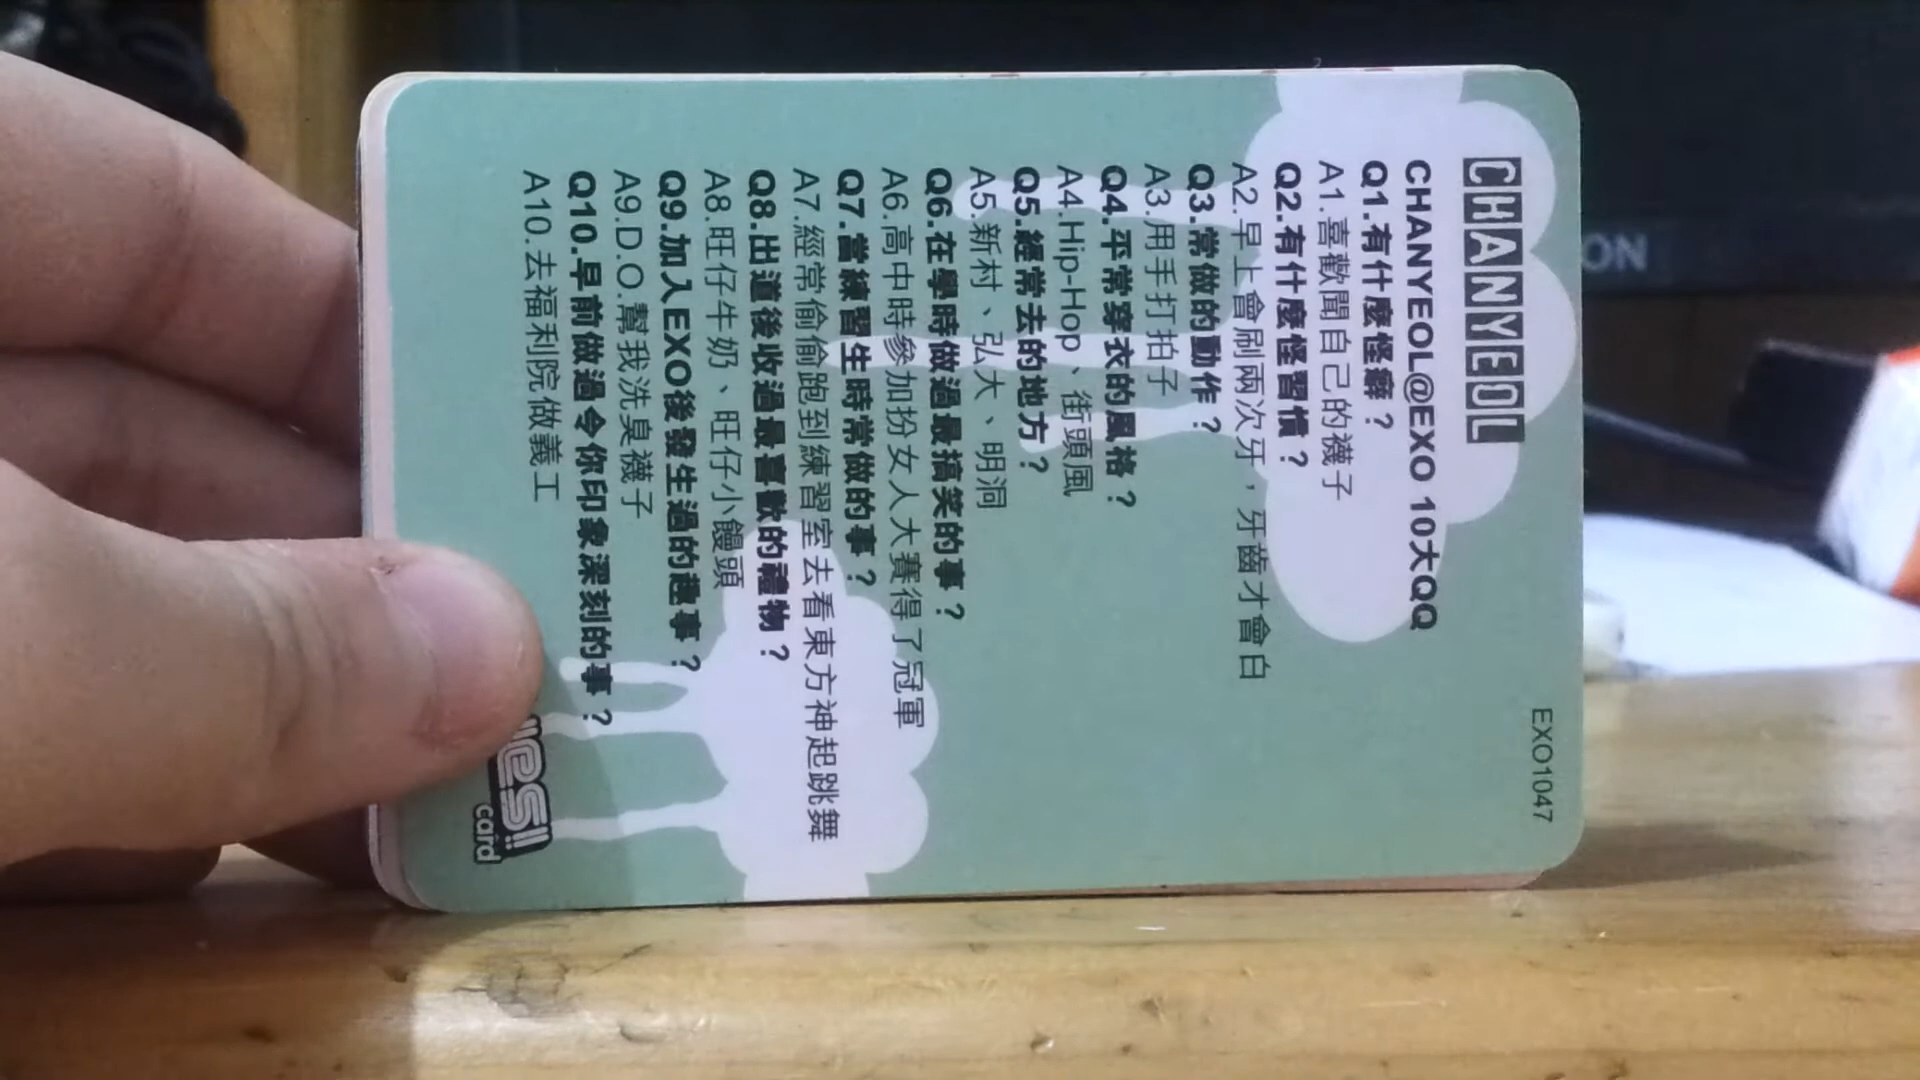 CHANYEOL
CHANYEOL@EXO 10大QQ
Q1.有什麼怪癖？
A1.喜歡聞自己的襪子
Q2.有什麼怪習慣？
A2.早上會刷兩次牙，牙齒才會白
Q3.常做的動作？
A3.用手打拍子
Q4.平常穿衣的風格？
A4.Hip-Hop、街頭風
Q5.經常去的地方？
A5.新村、弘大、明洞
Q6.在學時做過最搞笑的事？
A6.高中時參加扮女人大賽得了冠軍
Q7.當練習生時常做的事？
A7.經常偷偷跑到練習室去看東方神起跳舞
Q8.出道後收過最喜歡的禮物？
A8.旺仔牛奶、旺仔小饅頭
Q9.加入EXO後發生過的趣事？
A9.D.O.幫我洗臭襪子
Q10.早前做過令你印象深刻的事？
A10.去福利院做義工
yes!!
card
EXO1047
ON